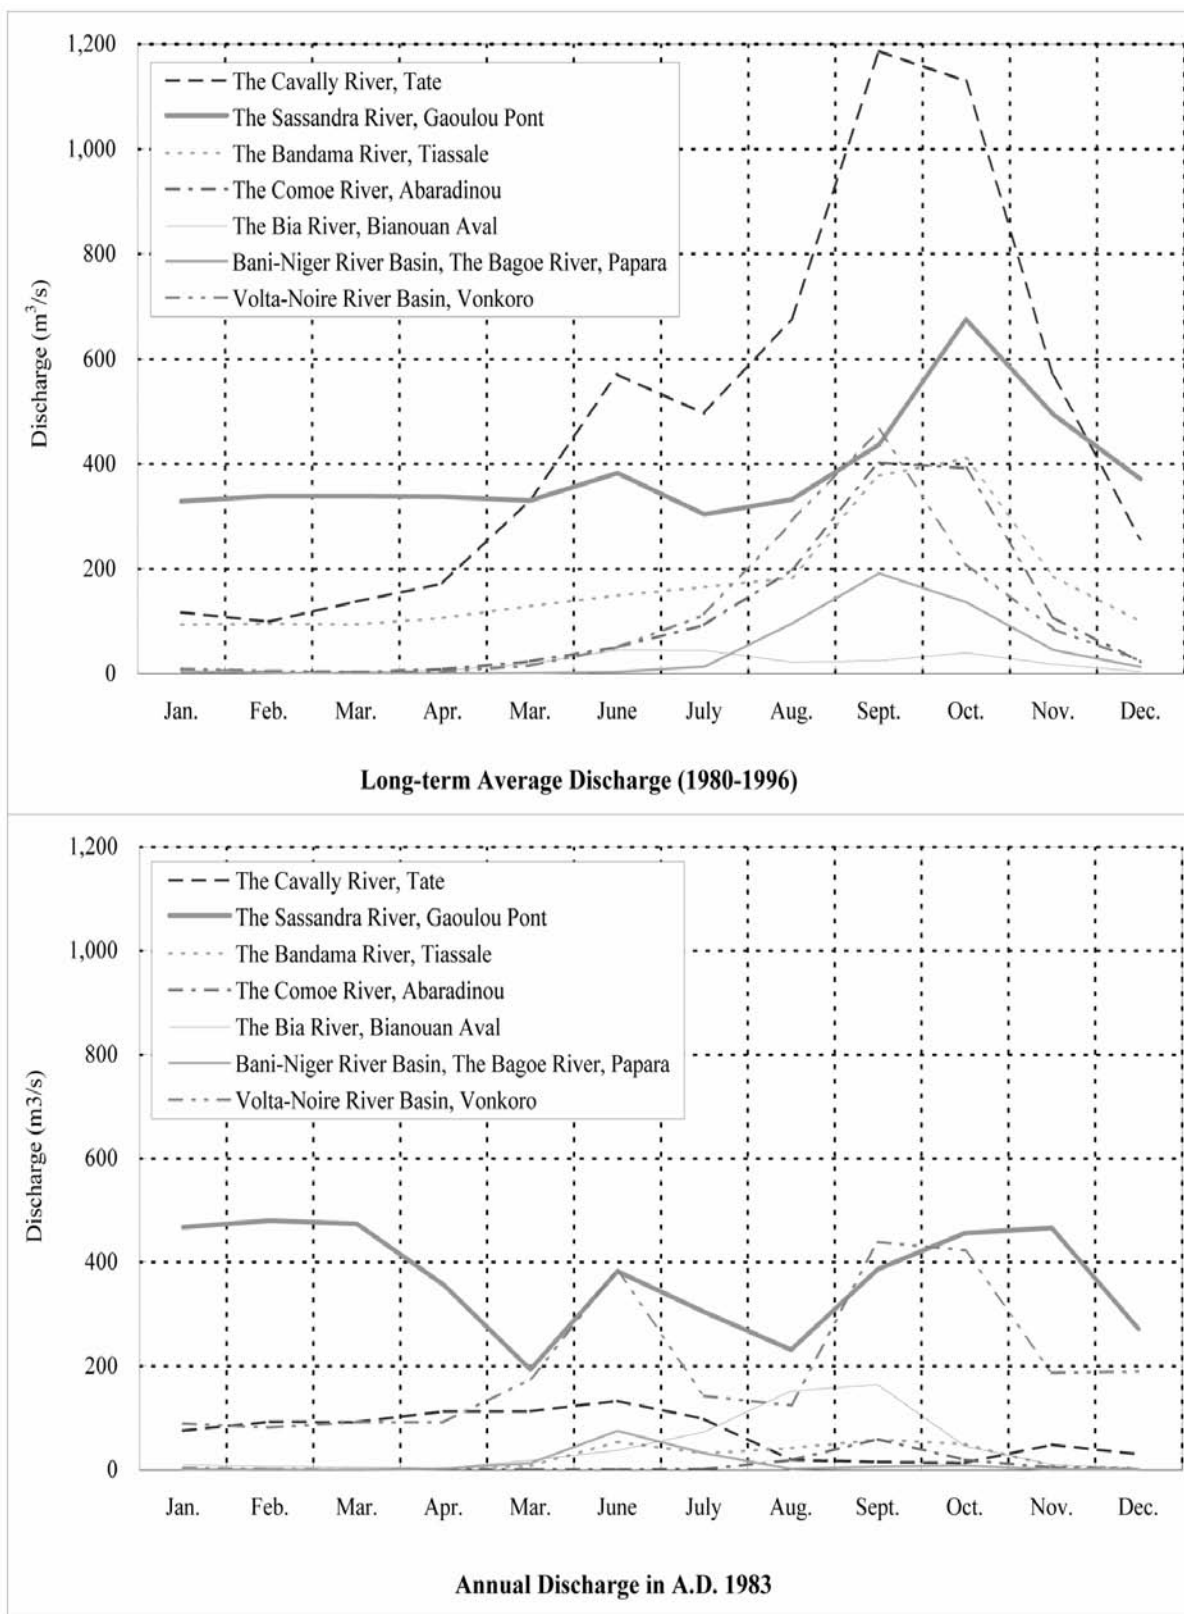 1,200
The Cavally River, Tate
The Sassandra River, Gaoulou Pont
The Bandama River, Tiassale
The Comoe River, Abaradinou
The Bia River, Bianouan Aval
Bani-Niger River Basin, The Bagoe River, Papara
Volta-Noire River Basin, Vonkoro
1,000
800
600
400
200
0
Discharge (m³/s)
Jan. Feb. Mar. Apr. Mar. June July Aug. Sept. Oct. Nov. Dec.
Long-term Average Discharge (1980-1996)
1,200
The Cavally River, Tate
The Sassandra River, Gaoulou Pont
The Bandama River, Tiassale
The Comoe River, Abaradinou
The Bia River, Bianouan Aval
Bani-Niger River Basin, The Bagoe River, Papara
Volta-Noire River Basin, Vonkoro
1,000
800
600
400
200
0
Discharge (m3/s)
Jan. Feb. Mar. Apr. Mar. June July Aug. Sept. Oct. Nov. Dec.
Annual Discharge in A.D. 1983